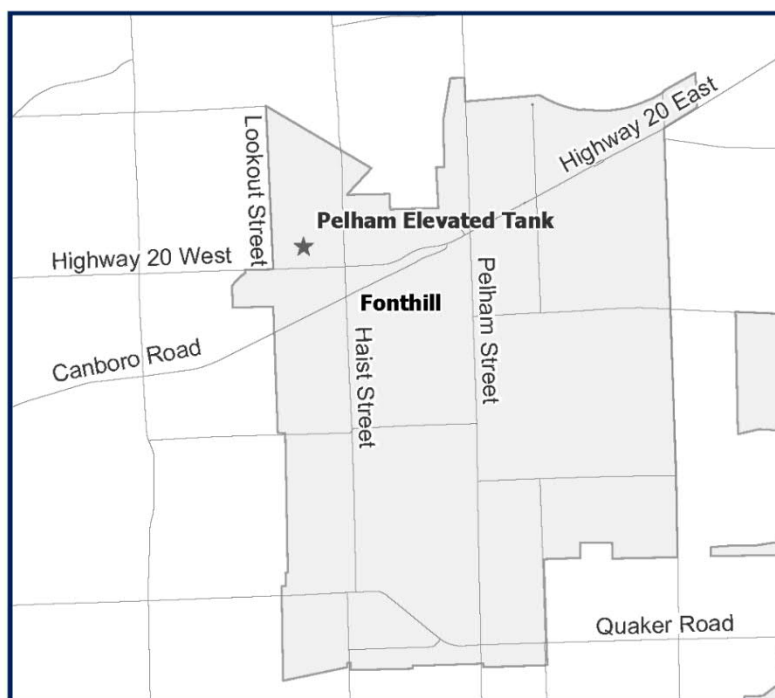 Highway 20 East
Lookout Street
Pelham Elevated Tank
Highway 20 West
Pelham Street
Fonthill
Haist Street
Canboro Road
Quaker Road